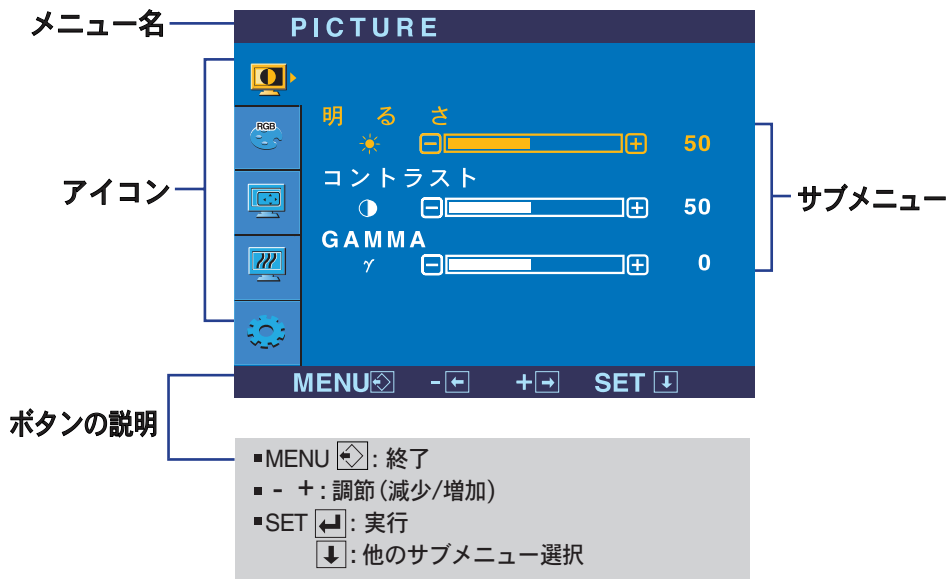 メニュー名
PICTURE
RGB
明るさ
50
アイコン
コントラスト
50
サブメニュー
GAMMA
γ
0
MENU - + SET
ボタンの説明
▪MENU : 終了
▪ - + : 調節(減少/増加)
▪SET : 実行
: 他のサブメニュー選択